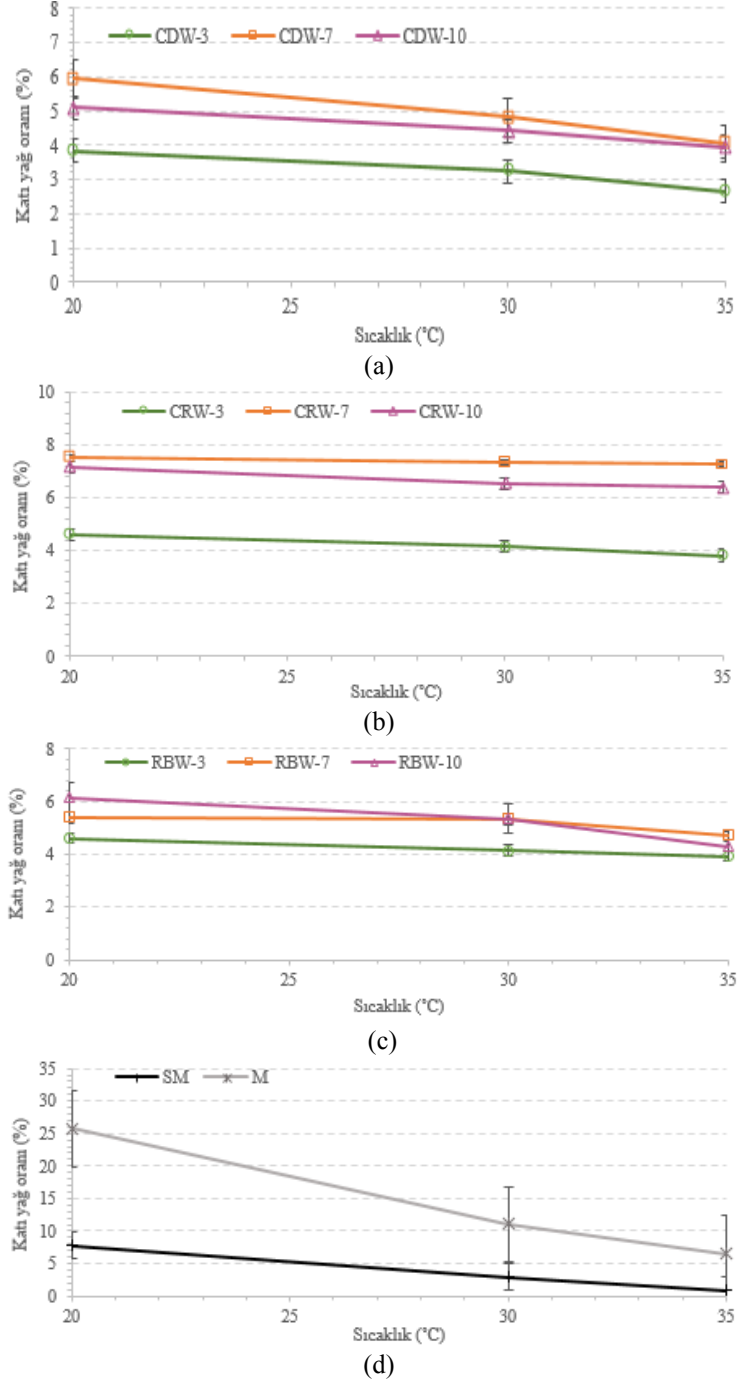 8
7
6
5
4
3
2
1
0
CDW-3 CDW-7 CDW-10
Katı yağ oranı (%)
20 25 30 35
Sıcaklık (°C)
(a)
10
8
6
4
2
0
CRW-3 CRW-7 CRW-10
Katı yağ oranı (%)
20 25 30 35
Sıcaklık (°C)
(b)
8
6
4
2
0
RBW-3 RBW-7 RBW-10
Katı yağ oranı (%)
20 25 30 35
Sıcaklık (°C)
(c)
35
30
25
20
15
10
5
0
SM M
Katı yağ oranı (%)
20 25 30 35
Sıcaklık (°C)
(d)